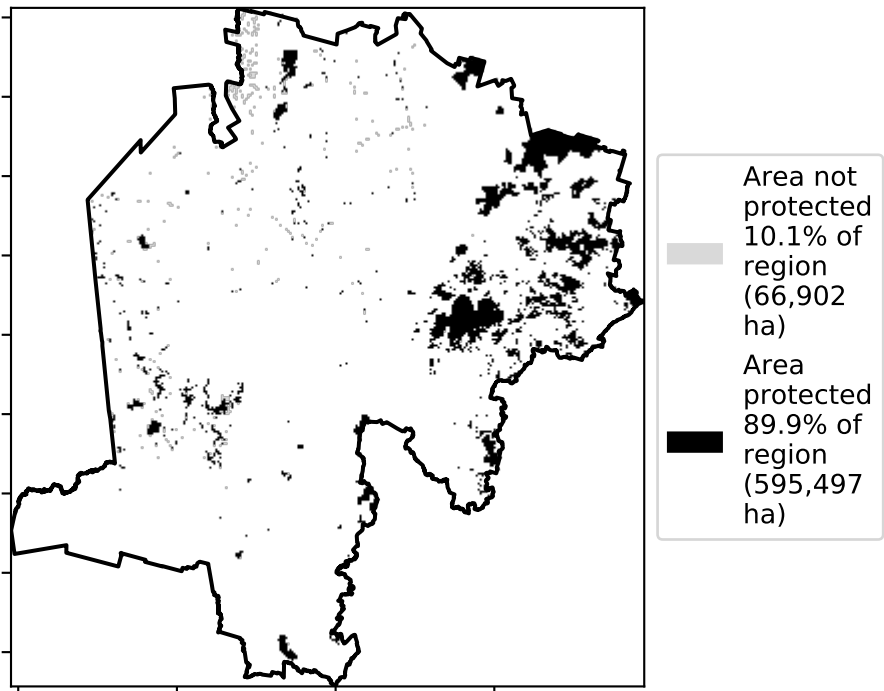 Area not
protected
10.1% of
region
(66,902
ha)
Area
protected
89.9% of
region
(595,497
ha)